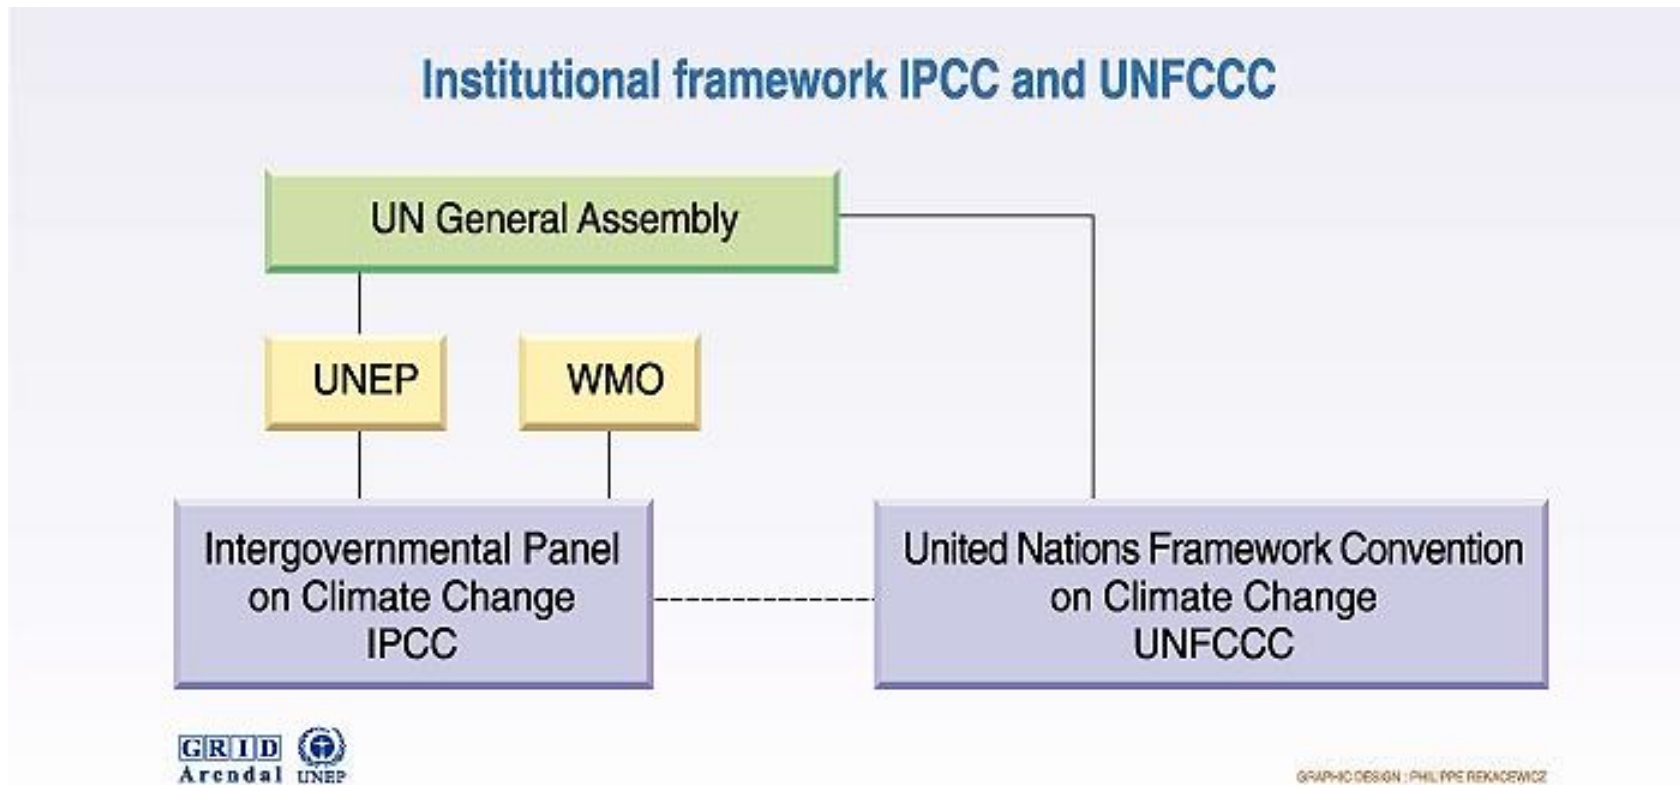 Institutional framework IPCC and UNFCCC
UN General Assembly
UNEP
WMO
Intergovernmental Panel
on Climate Change
IPCC
United Nations Framework Convention
on Climate Change
UNFCCC
GRID
Arendal
UNEP
GRAPHIC DESIGN : PHILIPPE REKACEWICZ